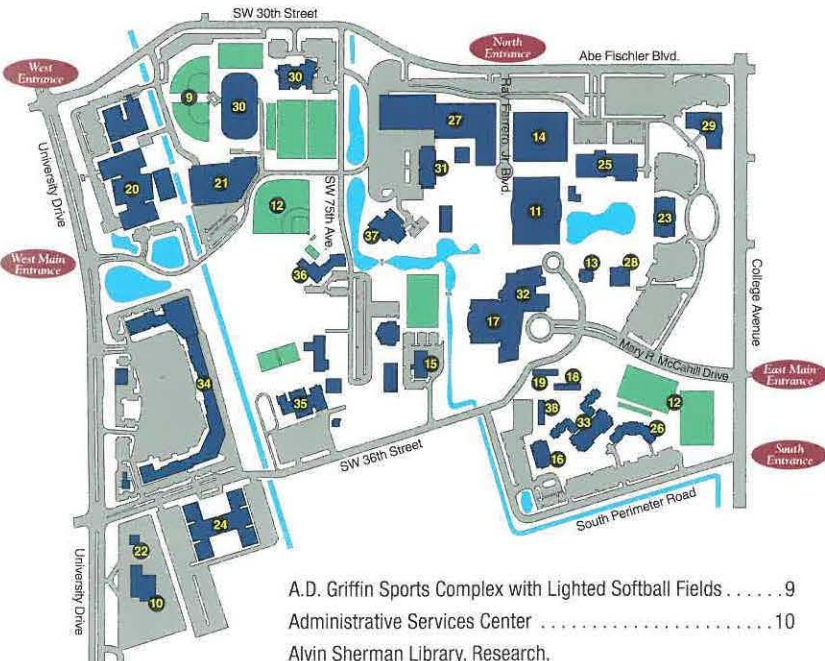 SW 30th Street
North
Entrance
Abe Fischler Blvd.
West
Entrance
9
30
30
27
Ray Ferrero Jr. Blvd.
14
29
University Drive
20
21
31
25
12
SW 75th Ave.
11
23
37
West Main
Entrance
36
13
28
College Avenue
32
17
34
15
Mary R. McCahill Drive
East Main
Entrance
19
18
12
35
38
33
26
SW 36th Street
16
South
Entrance
South Perimeter Road
24
22
University Drive
10
A.D. Griffin Sports Complex with Lighted Softball Fields . . . . . . 9
Administrative Services Center . . . . . . . . . . . . . . . . . . . . . . . 10
Alvin Sherman Library, Research,